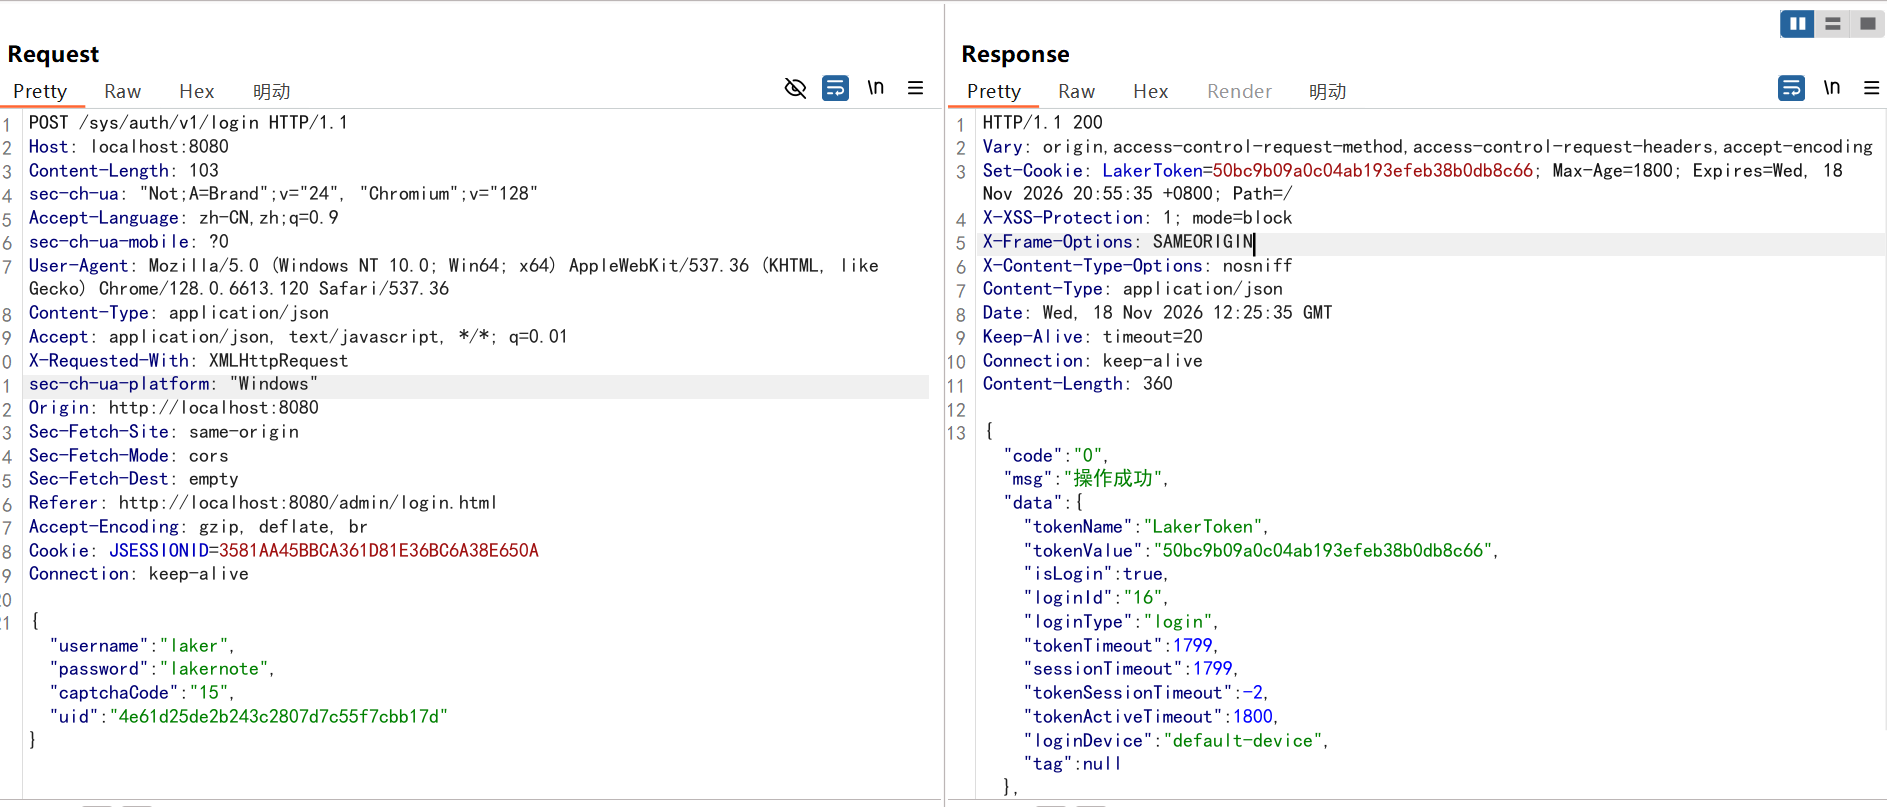 Request
Pretty Raw Hex 明动
\n
1 POST /sys/auth/v1/login HTTP/1.1
2 Host: localhost:8080
3 Content-Length: 103
4 sec-ch-ua: "Not;A=Brand";v="24", "Chromium";v="128"
5 Accept-Language: zh-CN,zh;q=0.9
6 sec-ch-ua-mobile: ?0
7 User-Agent: Mozilla/5.0 (Windows NT 10.0; Win64; x64) AppleWebKit/537.36 (KHTML, like
Gecko) Chrome/128.0.6613.120 Safari/537.36
8 Content-Type: application/json
9 Accept: application/json, text/javascript, */*; q=0.01
0 X-Requested-With: XMLHttpRequest
1 sec-ch-ua-platform: "Windows"
2 Origin: http://localhost:8080
3 Sec-Fetch-Site: same-origin
4 Sec-Fetch-Mode: cors
5 Sec-Fetch-Dest: empty
6 Referer: http://localhost:8080/admin/login.html
7 Accept-Encoding: gzip, deflate, br
8 Cookie: JSESSIONID=3581AA45BBCA361D81E36BC6A38E650A
9 Connection: keep-alive
20
21 {
"username":"laker",
"password":"lakernote",
"captchaCode":"15",
"uid":"4e61d25de2b243c2807d7c55f7cbb17d"
}
Response
Pretty Raw Hex Render 明动
\n
1 HTTP/1.1 200
2 Vary: origin,access-control-request-method,access-control-request-headers,accept-encoding
3 Set-Cookie: LakerToken=50bc9b09a0c04ab193efeb38b0db8c66; Max-Age=1800; Expires=Wed, 18
Nov 2026 20:55:35 +0800; Path=/
4 X-XSS-Protection: 1; mode=block
5 X-Frame-Options: SAMEORIGIN
6 X-Content-Type-Options: nosniff
7 Content-Type: application/json
8 Date: Wed, 18 Nov 2026 12:25:35 GMT
9 Keep-Alive: timeout=20
10 Connection: keep-alive
11 Content-Length: 360
12
13 {
"code":"0",
"msg":"操作成功",
"data":{
"tokenName":"LakerToken",
"tokenValue":"50bc9b09a0c04ab193efeb38b0db8c66",
"isLogin":true,
"loginId":"16",
"loginType":"login",
"tokenTimeout":1799,
"sessionTimeout":1799,
"tokenSessionTimeout":-2,
"tokenActiveTimeout":1800,
"loginDevice":"default-device",
"tag":null
},